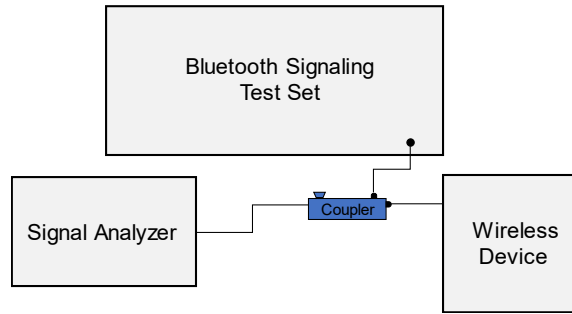 Bluetooth Signaling
Test Set
Signal Analyzer
Coupler
Wireless
Device